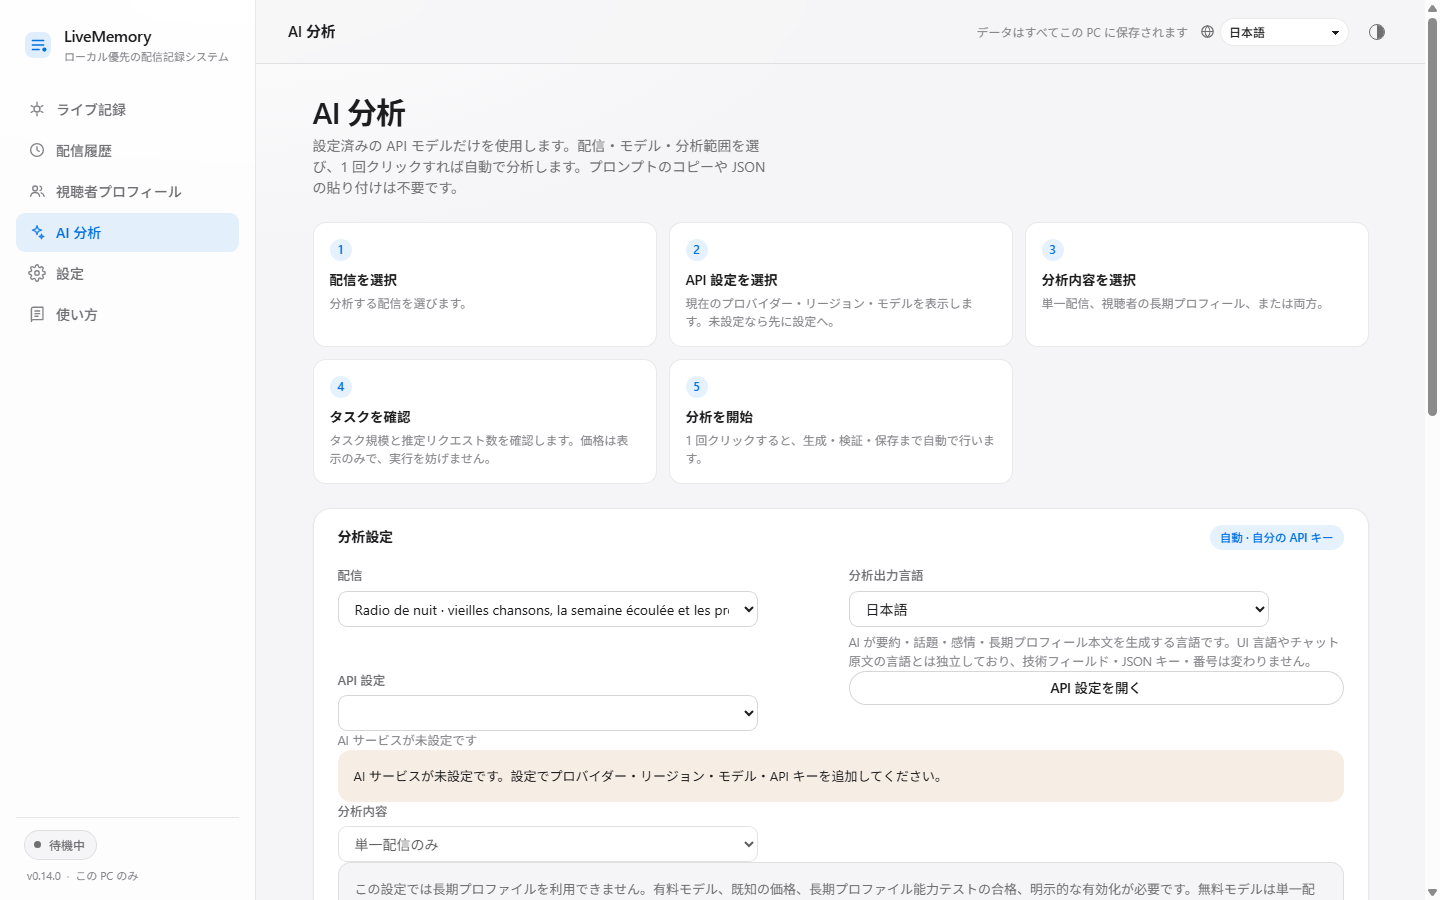 LiveMemory
ローカル優先の配信記録システム
ライブ記録
配信履歴
視聴者プロフィール
AI 分析
設定
使い方
待機中
v0.14.0 · この PC のみ
AI 分析
データはすべてこの PC に保存されます
日本語
AI 分析
設定済みの API モデルだけを使用します。配信・モデル・分析範囲を選
び、1 回クリックすれば自動で分析します。プロンプトのコピーや JSON
の貼り付けは不要です。
1
配信を選択
分析する配信を選びます。
2
API 設定を選択
現在のプロバイダー・リージョン・モデルを表示しま
す。未設定なら先に設定へ。
3
分析内容を選択
単一配信、視聴者の長期プロフィール、または両方。
4
タスクを確認
タスク規模と推定リクエスト数を確認します。価格は表
示のみで、実行を妨げません。
5
分析を開始
1 回クリックすると、生成・検証・保存まで自動で行いま
す。
分析設定
自動 · 自分の API キー
配信
Radio de nuit · vieilles chansons, la semaine écoulée et les pr
分析出力言語
日本語
AI が要約・話題・感情・長期プロフィール本文を生成する言語です。UI 言語やチャット
原文の言語とは独立しており、技術フィールド・JSON キー・番号は変わりません。
API 設定
API 設定を開く
AI サービスが未設定です
AI サービスが未設定です。設定でプロバイダー・リージョン・モデル・API キーを追加してください。
分析内容
単一配信のみ
この設定では長期プロファイルを利用できません。有料モデル、既知の価格、長期プロファイル能力テストの合格、明示的な有効化が必要です。無料モデルは単一配